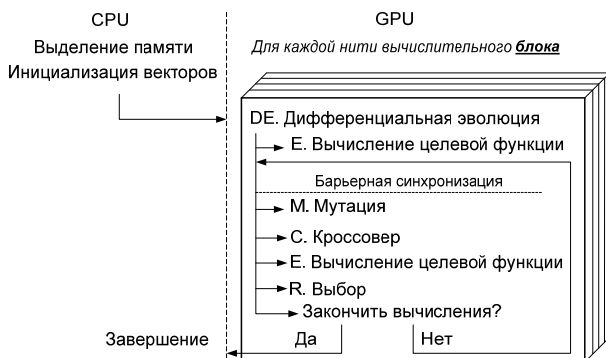 CPU
GPU
Выделение памяти
Инициализация векторов
Для каждой нити вычислительного блока
DE. Дифференциальная эволюция
E. Вычисление целевой функции
Барьерная синхронизация
M. Мутация
C. Кроссовер
E. Вычисление целевой функции
R. Выбор
Закончить вычисления?
Завершение
Да
Нет